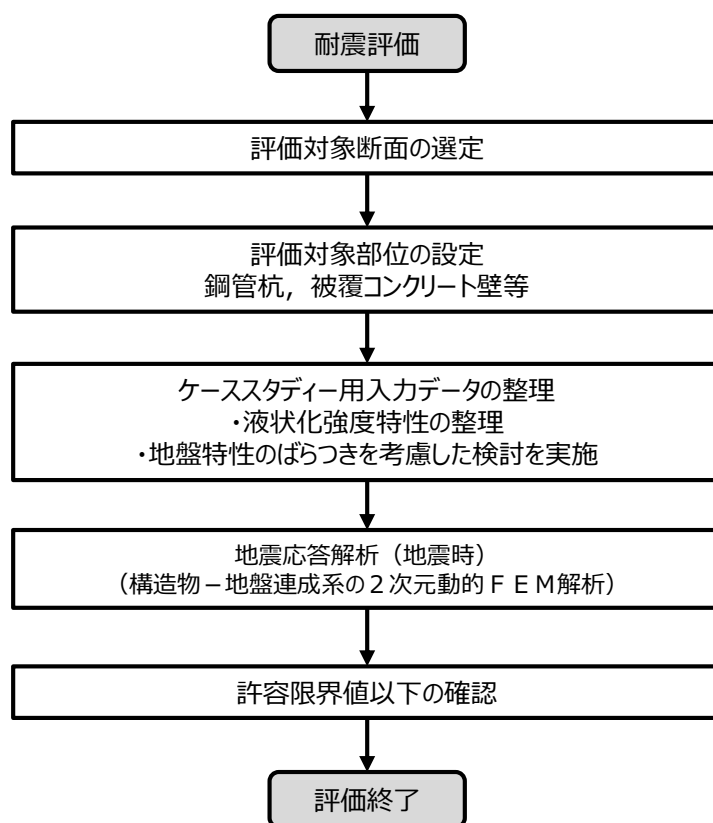 耐震評価
評価対象断面の選定
評価対象部位の設定
鋼管杭，被覆コンクリート壁等
ケーススタディー用入力データの整理
・液状化強度特性の整理
・地盤特性のばらつきを考慮した検討を実施
地震応答解析（地震時）
（構造物－地盤連成系の２次元動的ＦＥＭ解析）
許容限界値以下の確認
評価終了